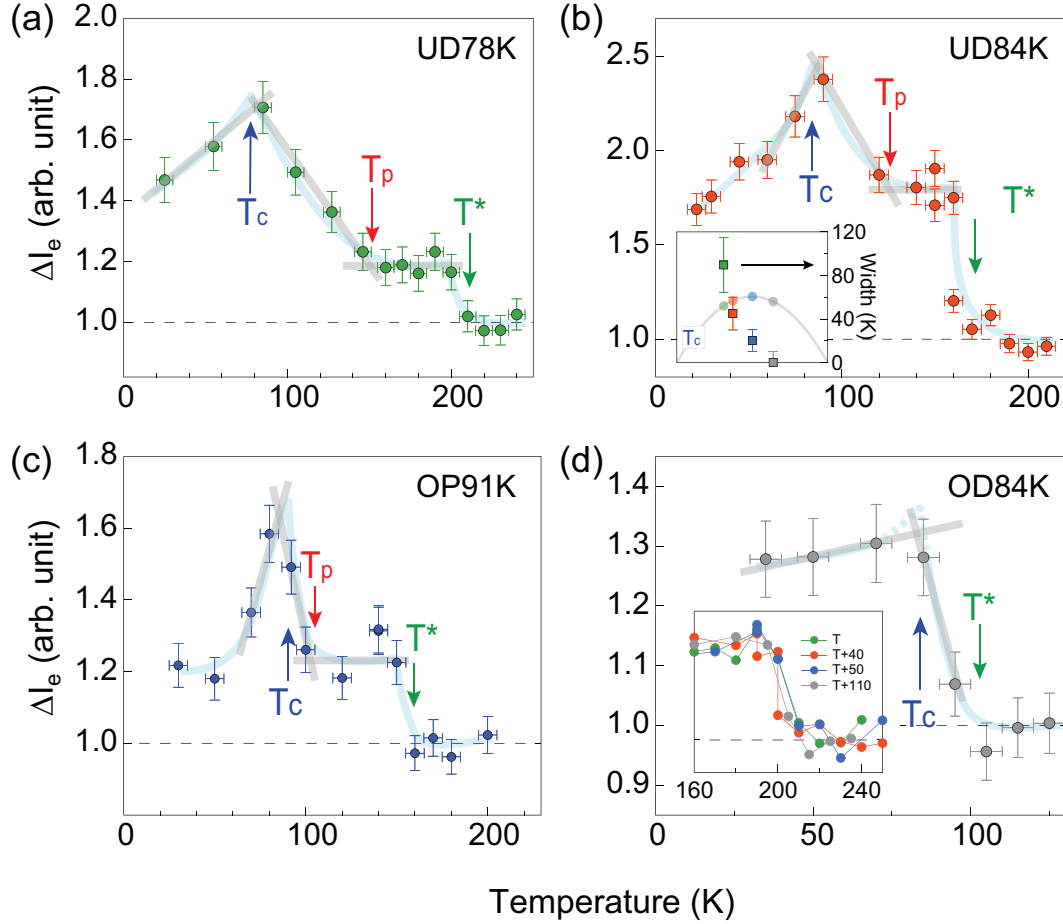 (a)
UD78K
2.0
1.8
1.6
1.4
1.2
1.0
ΔIₑ (arb. unit)
Tc
Tp
T*
0
100
200
(b)
UD84K
2.5
2.0
1.5
1.0
Tc
Tp
T*
120
80
40
0
Width (K)
Tc
0
50
100
150
200
(c)
OP91K
1.8
1.6
1.4
1.2
1.0
ΔIₑ (arb. unit)
Tc
Tp
T*
0
100
200
(d)
OD84K
1.4
1.3
1.2
1.1
1.0
0.9
Tc
T*
T
T+40
T+50
T+110
160
200
240
0
50
100
Temperature (K)